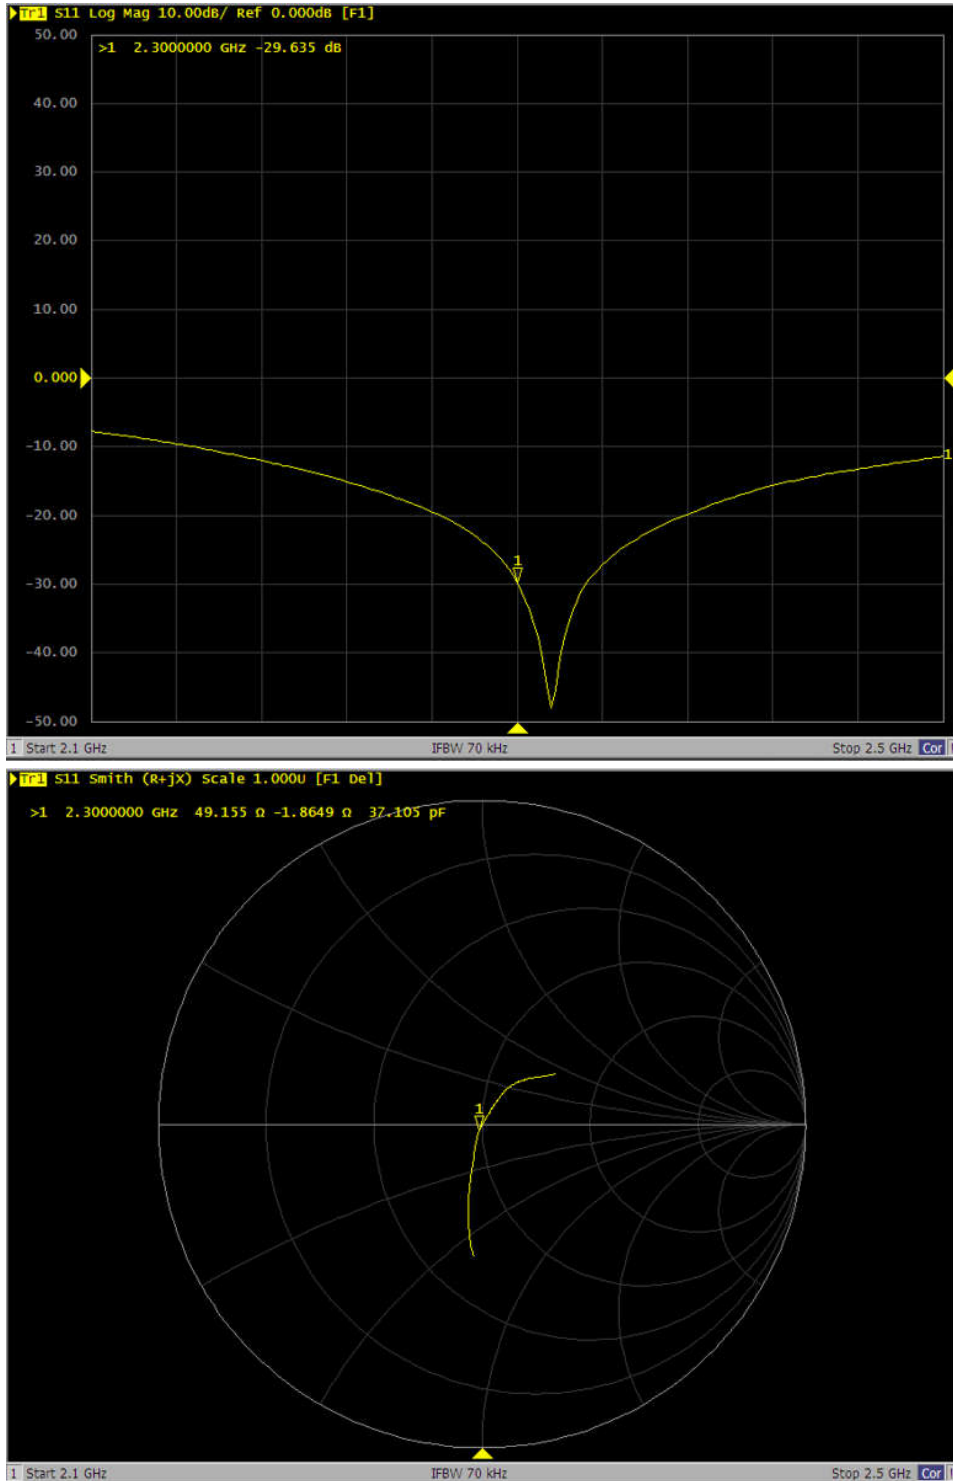 Tr1 S11 Log Mag 10.00dB/ Ref 0.000dB [F1]
50.00
>1 2.3000000 GHz -29.635 dB
40.00
30.00
20.00
10.00
0.000
-10.00
1
-20.00
1
-30.00
-40.00
-50.00
1 Start 2.1 GHz IFBW 70 kHz Stop 2.5 GHz Cor
Tr1 S11 Smith (R+jX) Scale 1.000U [F1 Del]
>1 2.3000000 GHz 49.155 Ω -1.8649 Ω 37.105 pF
1
1 Start 2.1 GHz IFBW 70 kHz Stop 2.5 GHz Cor